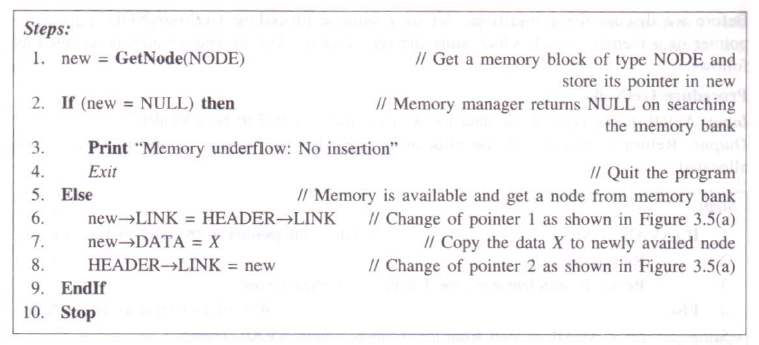 Steps:
1. new = GetNode(NODE) // Get a memory block of type NODE and
store its pointer in new
2. If (new = NULL) then // Memory manager returns NULL on searching
the memory bank
3. Print "Memory underflow: No insertion"
4. Exit // Quit the program
5. Else // Memory is available and get a node from memory bank
6. new→LINK = HEADER→LINK // Change of pointer 1 as shown in Figure 3.5(a)
7. new→DATA = X // Copy the data X to newly availed node
8. HEADER→LINK = new // Change of pointer 2 as shown in Figure 3.5(a)
9. EndIf
10. Stop